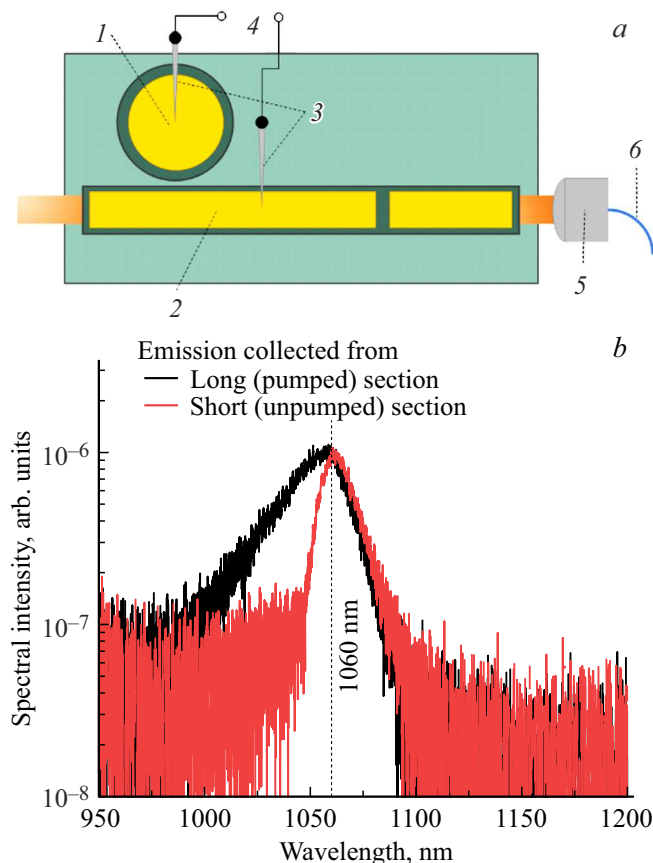 a
1
4
3
6
2
5
b
Emission collected from
Long (pumped) section
Short (unpumped) section
10⁻⁶
10⁻⁷
10⁻⁸
Spectral intensity, arb. units
1060 nm
950 1000 1050 1100 1150 1200
Wavelength, nm